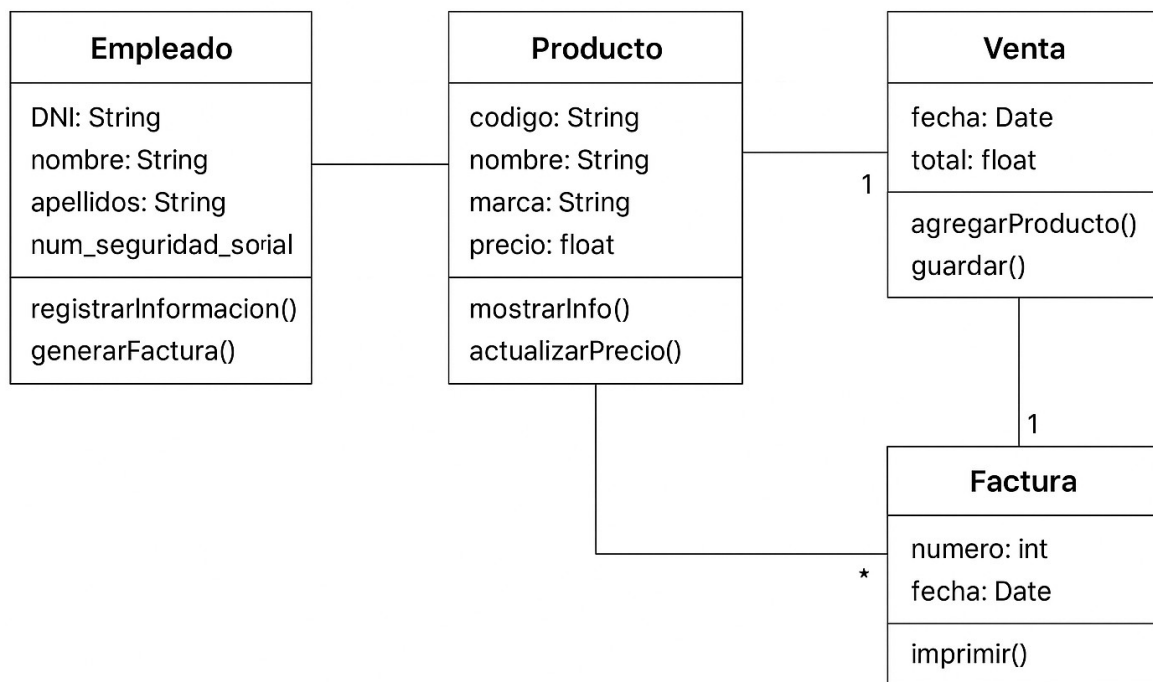 Empleado
DNI: String
nombre: String
apellidos: String
num_seguridad_sorial
registrarInformacion()
generarFactura()
Producto
codigo: String
nombre: String
marca: String
precio: float
mostrarInfo()
actualizarPrecio()
Venta
fecha: Date
total: float
agregarProducto()
guardar()
1
1
Factura
numero: int
fecha: Date
imprimir()
*